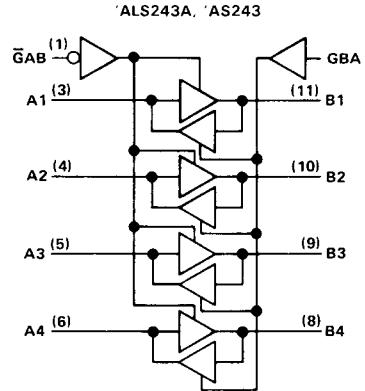 'ALS243A, 'AS243
G̅AB (1) GBA
A1 (3) (11) B1
A2 (4) (10) B2
A3 (5) (9) B3
A4 (6) (8) B4